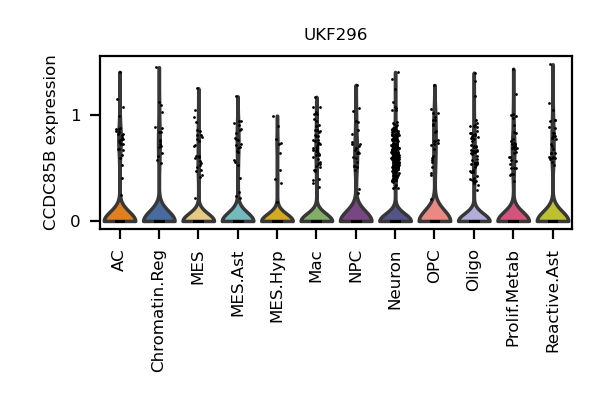 UKF296
CCDC85B expression
1
0
AC
Chromatin.Reg
MES
MES.Ast
MES.Hyp
Mac
NPC
Neuron
OPC
Oligo
Prolif.Metab
Reactive.Ast